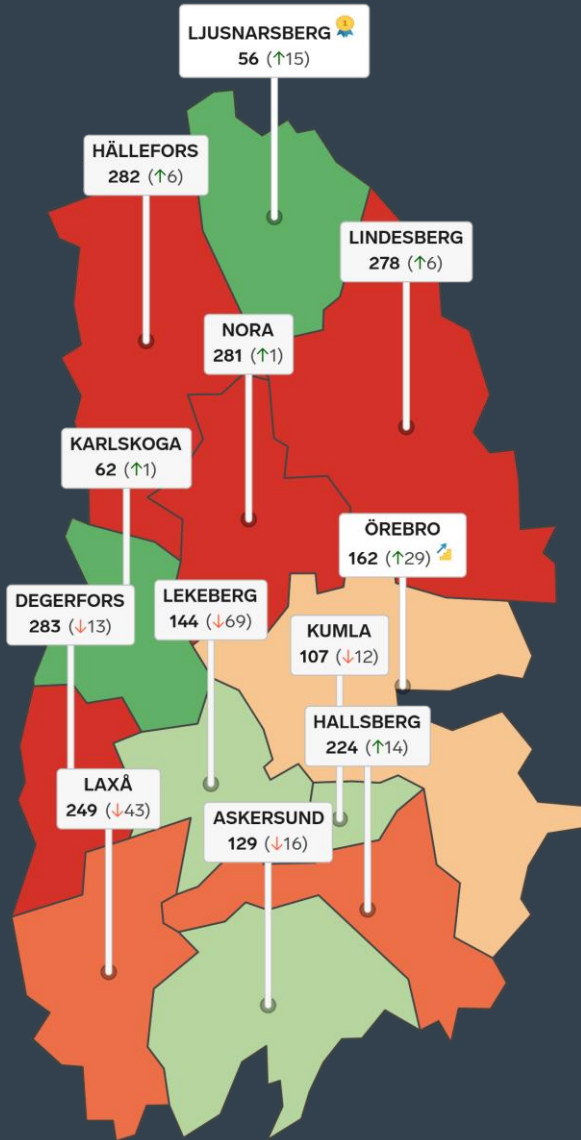 LJUSNARSBERG
56 (↑15)
HÄLLEFORS
282 (↑6)
LINDESBERG
278 (↑6)
NORA
281 (↑1)
KARLSKOGA
62 (↑1)
ÖREBRO
162 (↑29)
DEGERFORS
283 (↓13)
LEKEBERG
144 (↓69)
KUMLA
107 (↓12)
HALLSBERG
224 (↑14)
LAXÅ
249 (↓43)
ASKERSUND
129 (↓16)